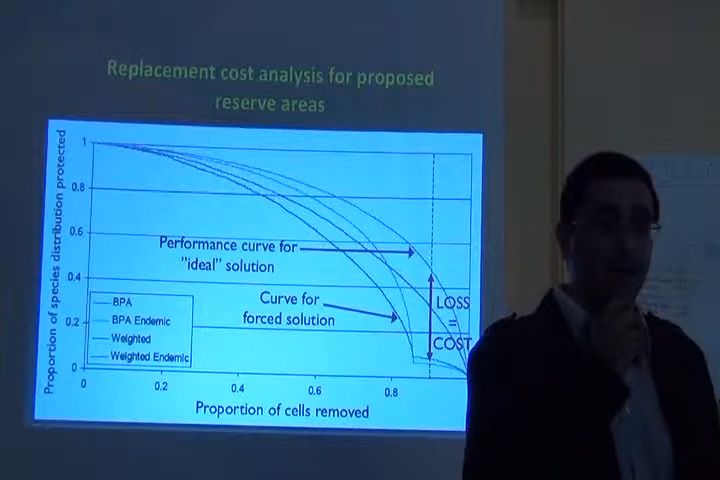 Replacement cost analysis for proposed
reserve areas
Proportion of species distribution protected
1
0.8
0.6
0.4
0.2
0
Performance curve for
"ideal" solution
Curve for
forced solution
LOSS
=
COST
BPA
BPA Endemic
Weighted
Weighted Endemic
0
0.2
0.4
0.6
0.8
Proportion of cells removed